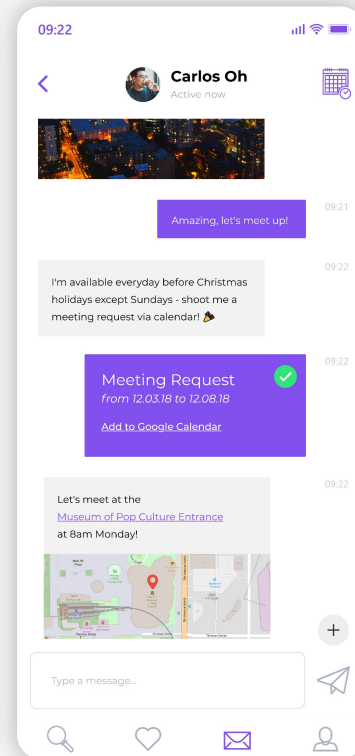 09:22
Carlos Oh
Active now
Amazing, let's meet up!
09:21
I'm available everyday before Christmas
holidays except Sundays - shoot me a
meeting request via calendar!
09:22
Meeting Request
from 12.03.18 to 12.08.18
Add to Google Calendar
09:22
Let's meet at the
Museum of Pop Culture Entrance
at 8am Monday!
09:22
Type a message...